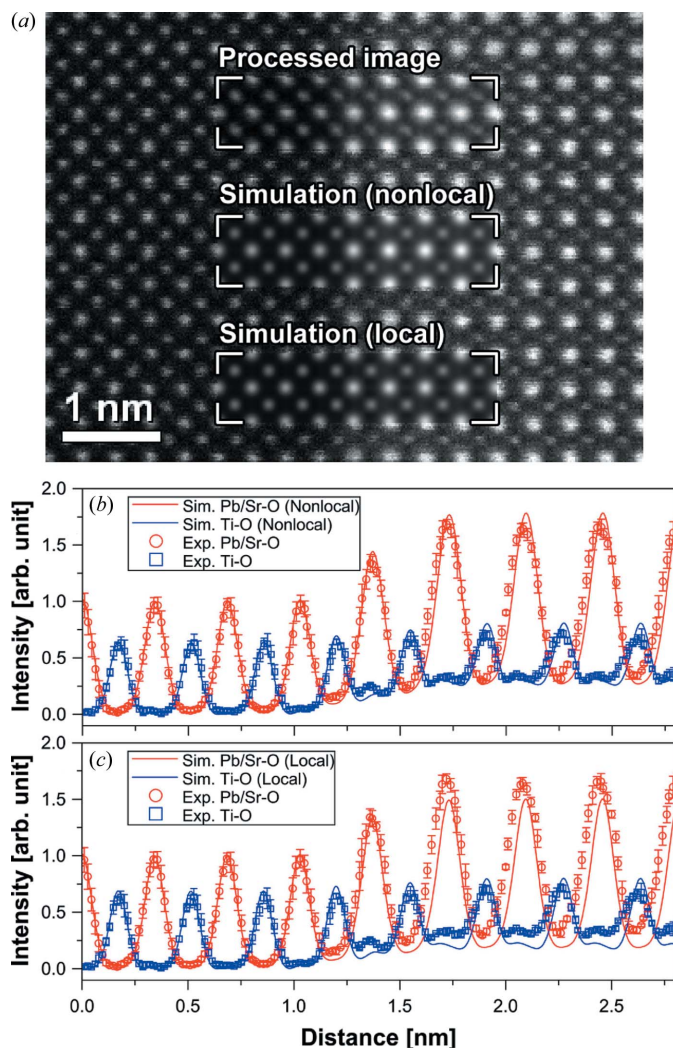 (a)
Processed image
Simulation (nonlocal)
Simulation (local)
1 nm
(b)
Sim. Pb/Sr-O (Nonlocal)
Sim. Ti-O (Nonlocal)
Exp. Pb/Sr-O
Exp. Ti-O
2.0
1.5
1.0
0.5
0.0
Intensity [arb. unit]
(c)
Sim. Pb/Sr-O (Local)
Sim. Ti-O (Local)
Exp. Pb/Sr-O
Exp. Ti-O
2.0
1.5
1.0
0.5
0.0
Intensity [arb. unit]
0.0 0.5 1.0 1.5 2.0 2.5
Distance [nm]